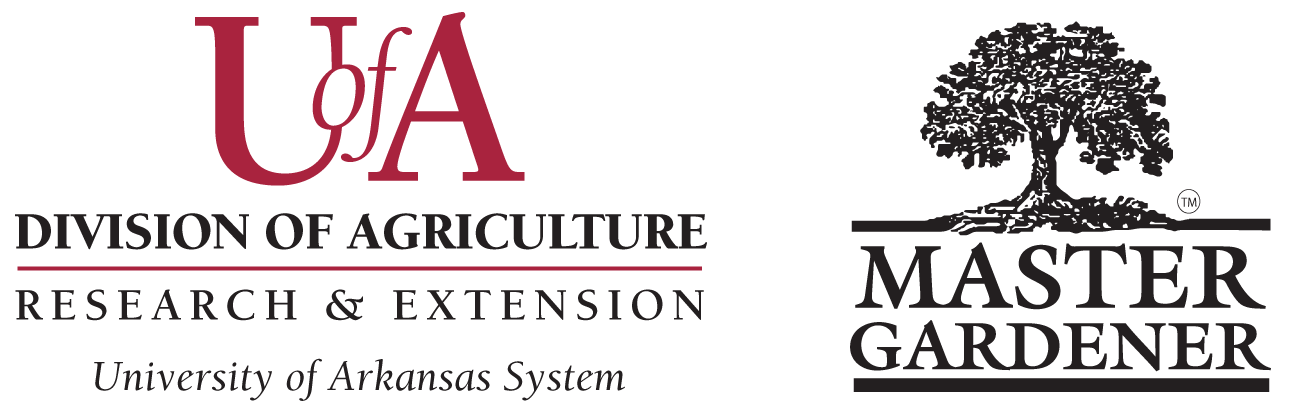 UofA
DIVISION OF AGRICULTURE
RESEARCH & EXTENSION
University of Arkansas System
TM
MASTER
GARDENER